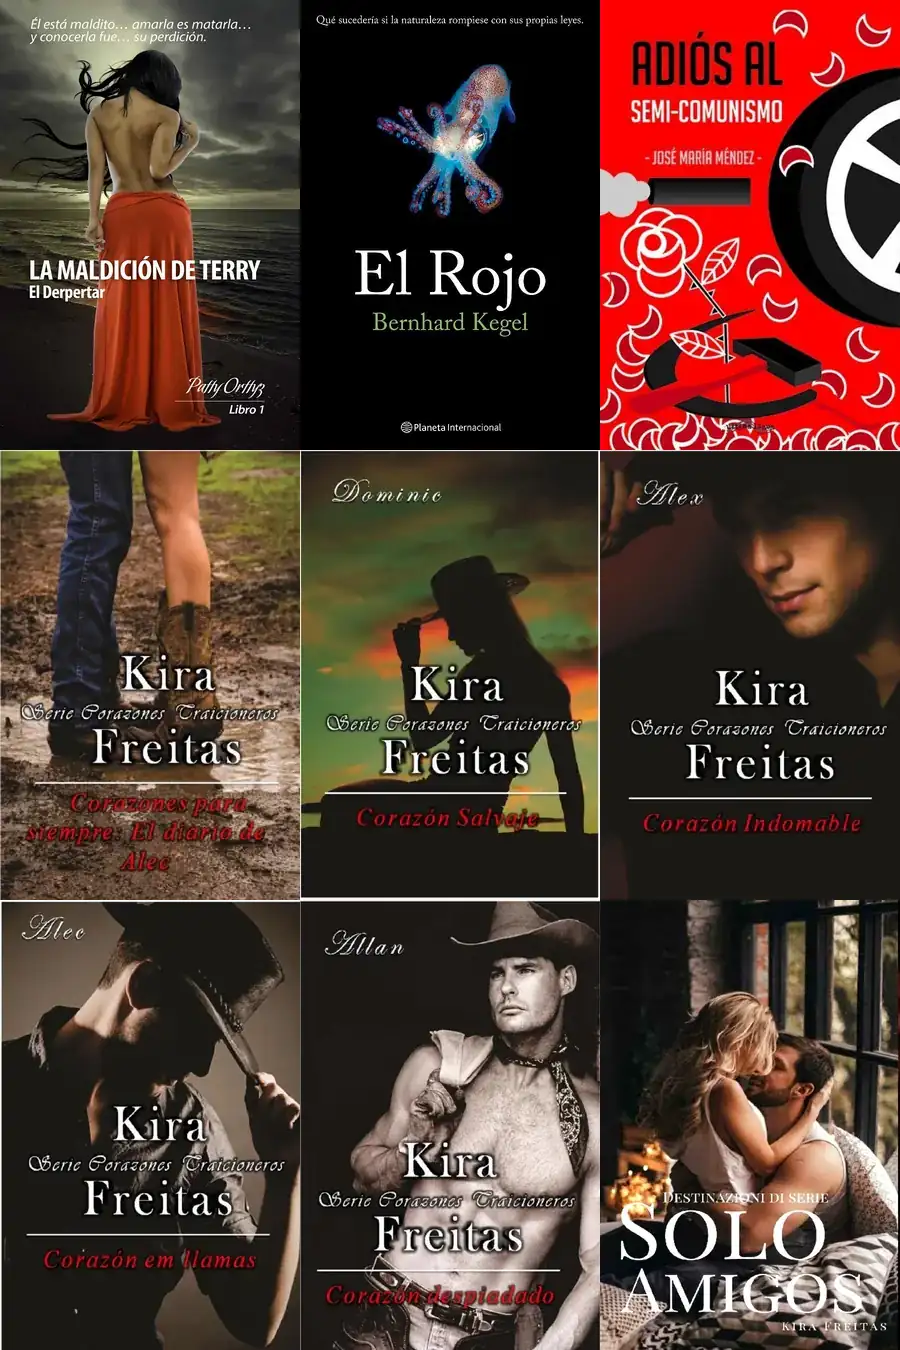 Él está maldito... amarla es matarla...
y conocerla fue... su perdición.
LA MALDICIÓN DE TERRY
El Derpertar
Patty Orthz
Libro 1
Qué sucedería si la naturaleza rompiese con sus propias leyes.
El Rojo
Bernhard Kegel
Planeta Internacional
ADIÓS AL
SEMI-COMUNISMO
- JOSÉ MARÍA MÉNDEZ -
Kira
Serie Corazones Traicioneros
Freitas
Corazones para
siempre: El diario de
Alec
Dominic
Kira
Serie Corazones Traicioneros
Freitas
Corazón Salvaje
Alex
Kira
Serie Corazones Traicioneros
Freitas
Corazón Indomable
Alec
Kira
Serie Corazones Traicioneros
Freitas
Corazón em llamas
Allan
Kira
Serie Corazones Traicioneros
Freitas
Corazón despiadado
DESTINAZIONI DI SERIE
SOLO
AMIGOS
KIRA FREITAS